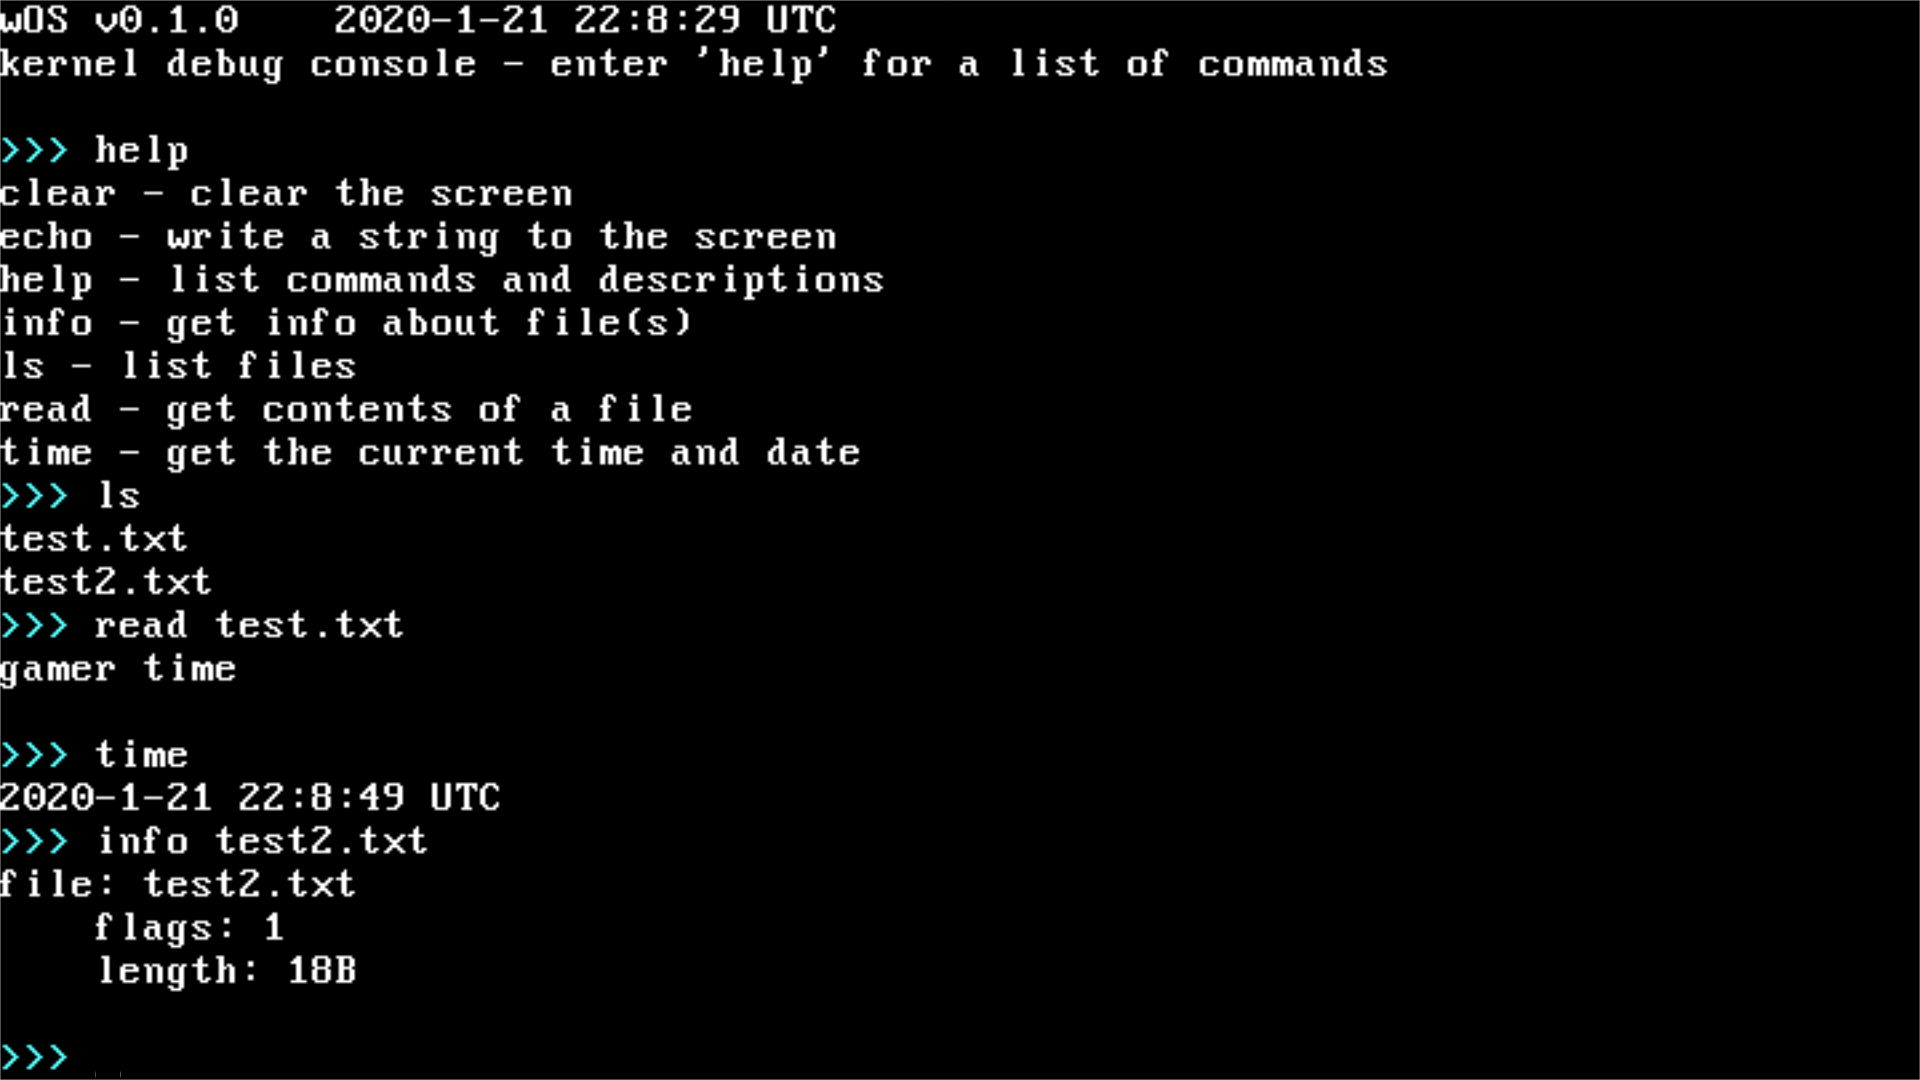 wOS v0.1.0    2020-1-21 22:8:29 UTC
kernel debug console - enter 'help' for a list of commands
>>> help
clear - clear the screen
echo - write a string to the screen
help - list commands and descriptions
info - get info about file(s)
ls - list files
read - get contents of a file
time - get the current time and date
>>> ls
test.txt
test2.txt
>>> read test.txt
gamer time
>>> time
2020-1-21 22:8:49 UTC
>>> info test2.txt
file: test2.txt
    flags: 1
    length: 18B
>>>